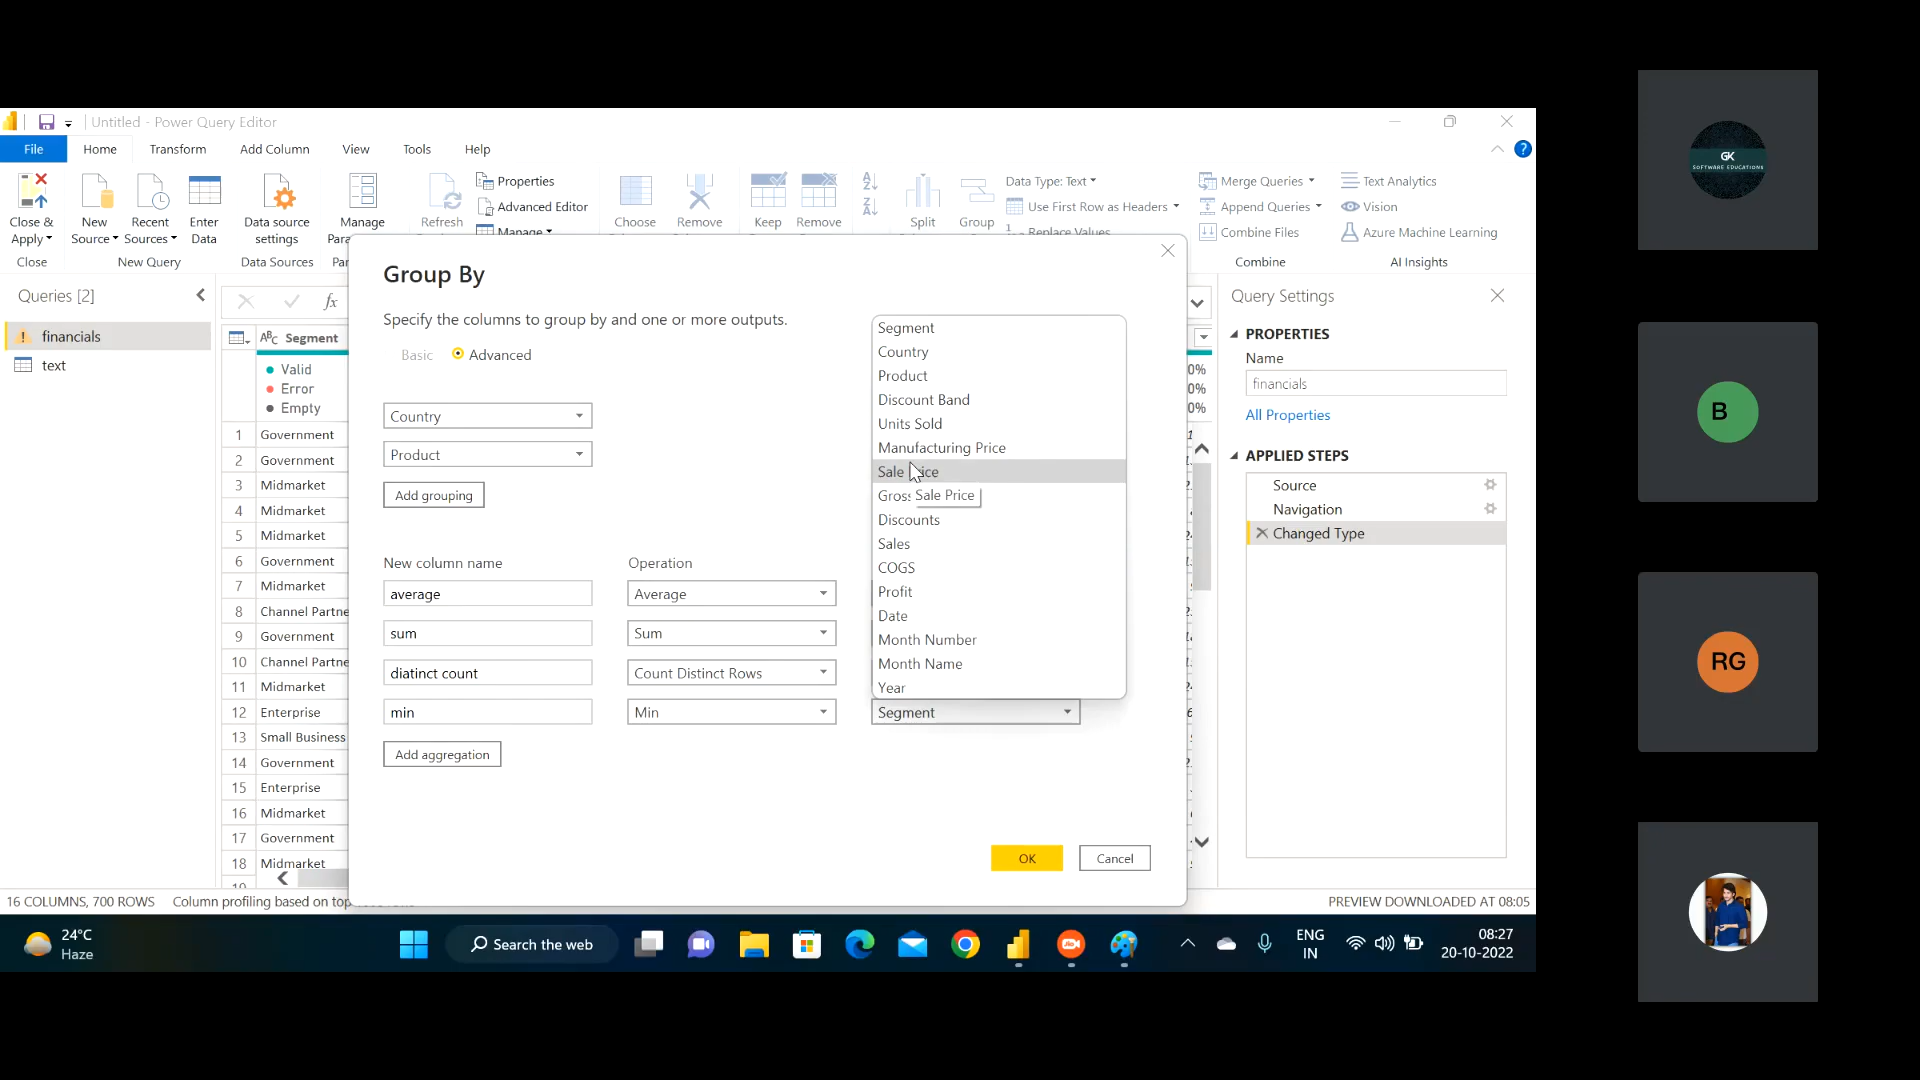 Untitled - Power Query Editor
File Home Transform Add Column View Tools Help
Close & Apply
New Source
Recent Sources
Enter Data
Data source settings
Manage
Refresh
Properties
Advanced Editor
Manage
Choose
Remove
Keep
Remove
Split
Group
Data Type: Text
Use First Row as Headers
Replace Values
Merge Queries
Append Queries
Combine Files
Text Analytics
Vision
Azure Machine Learning
Close
New Query
Data Sources
Combine
AI Insights
Queries [2]
financials
text
fx
Segment
Valid
Error
Empty
1 Government
2 Government
3 Midmarket
4 Midmarket
5 Midmarket
6 Government
7 Midmarket
8 Channel Partne
9 Government
10 Channel Partne
11 Midmarket
12 Enterprise
13 Small Business
14 Government
15 Enterprise
16 Midmarket
17 Government
18 Midmarket
Group By
Specify the columns to group by and one or more outputs.
Basic Advanced
Country
Product
Add grouping
New column name Operation
average Average
sum Sum
diatinct count Count Distinct Rows
min Min Segment
Add aggregation
Segment
Country
Product
Discount Band
Units Sold
Manufacturing Price
Sale Price
Sale Price
Discounts
Sales
COGS
Profit
Date
Month Number
Month Name
Year
OK Cancel
Query Settings
PROPERTIES
Name
financials
All Properties
APPLIED STEPS
Source
Navigation
Changed Type
16 COLUMNS, 700 ROWS Column profiling based on top
PREVIEW DOWNLOADED AT 08:05
24°C
Haze
Search the web
ENG
IN
08:27
20-10-2022
GK
SOFTWARE EDUCATIONS
B
RG